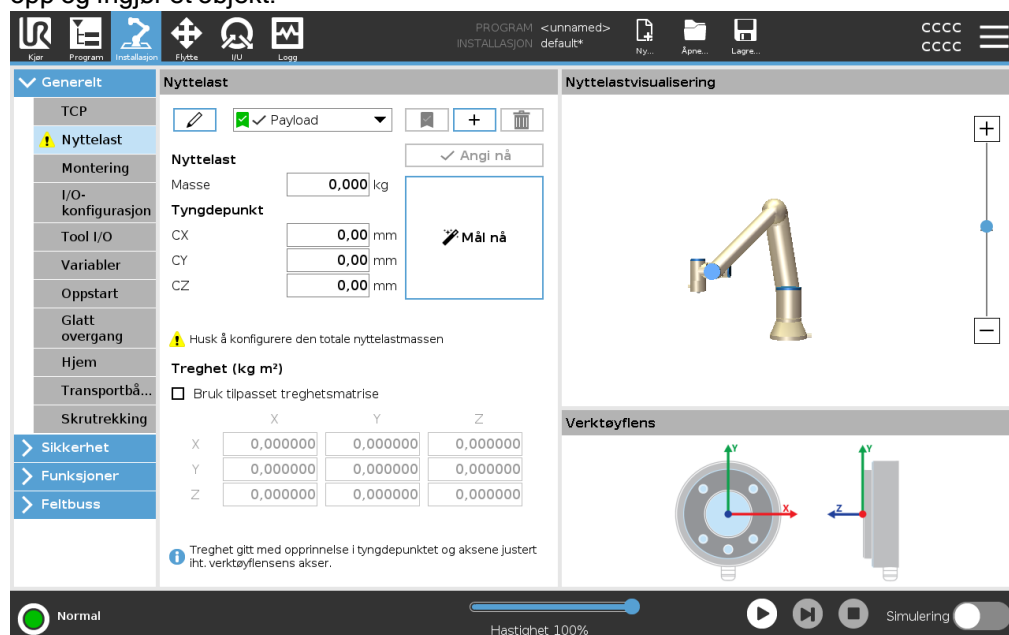 opp og frigjør et objekt.
PROGRAM <unnamed>
INSTALLASJON default*
UR
Kjør
Program
Installasjon
Flytte
I/U
Logg
Ny...
Åpne...
Lagre...
CCCC
CCCC
Generelt
TCP
Nyttelast
Montering
I/O-
konfigurasjon
Tool I/O
Variabler
Oppstart
Glatt
overgang
Hjem
Transportbå...
Skrutrekking
Sikkerhet
Funksjoner
Feltbuss
Nyttelast
Payload
+
Angi nå
Nyttelast
Masse 0,000 kg
Tyngdepunkt
CX 0,00 mm
CY 0,00 mm
CZ 0,00 mm
Mål nå
Husk å konfigurere den totale nyttelastmassen
Treghet (kg m²)
Bruk tilpasset treghetsmatrise
X Y Z
X 0,000000 0,000000 0,000000
Y 0,000000 0,000000 0,000000
Z 0,000000 0,000000 0,000000
Treghet gitt med opprinnelse i tyngdepunktet og aksene justert
iht. verktøyflensens akser.
Nyttelastvisualisering
+
−
Verktøyflens
Y
X
Y
Z
Normal
Hastighet 100%
Simulering